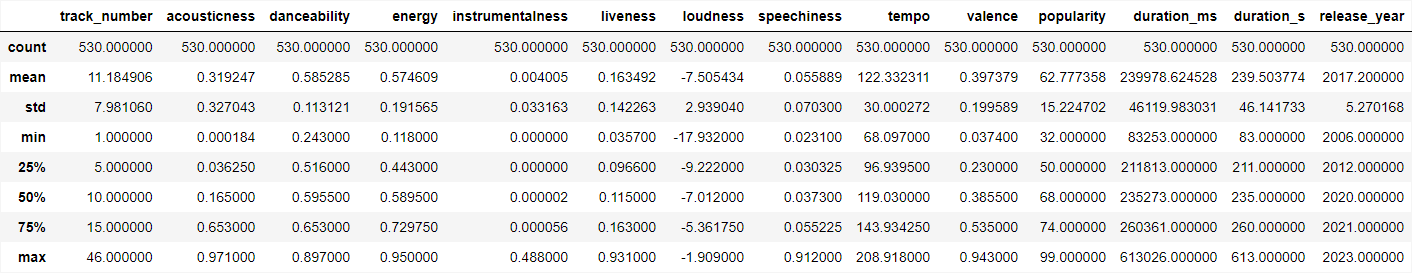 track_number acousticness danceability energy instrumentalness liveness loudness speechiness tempo valence popularity duration_ms duration_s release_year
count 530.000000 530.000000 530.000000 530.000000 530.000000 530.000000 530.000000 530.000000 530.000000 530.000000 530.000000 530.000000 530.000000 530.000000
mean 11.184906 0.319247 0.585285 0.574609 0.004005 0.163492 -7.505434 0.055889 122.332311 0.397379 62.777358 239978.624528 239.503774 2017.200000
std 7.981060 0.327043 0.113121 0.191565 0.033163 0.142263 2.939040 0.070300 30.000272 0.199589 15.224702 46119.983031 46.141733 5.270168
min 1.000000 0.000184 0.243000 0.118000 0.000000 0.035700 -17.932000 0.023100 68.097000 0.037400 32.000000 83253.000000 83.000000 2006.000000
25% 5.000000 0.036250 0.516000 0.443000 0.000000 0.096600 -9.222000 0.030325 96.939500 0.230000 50.000000 211813.000000 211.000000 2012.000000
50% 10.000000 0.165000 0.595500 0.589500 0.000002 0.115000 -7.012000 0.037300 119.030000 0.385500 68.000000 235273.000000 235.000000 2020.000000
75% 15.000000 0.653000 0.653000 0.729750 0.000056 0.163000 -5.361750 0.055225 143.934250 0.535000 74.000000 260361.000000 260.000000 2021.000000
max 46.000000 0.971000 0.897000 0.950000 0.488000 0.931000 -1.909000 0.912000 208.918000 0.943000 99.000000 613026.000000 613.000000 2023.000000